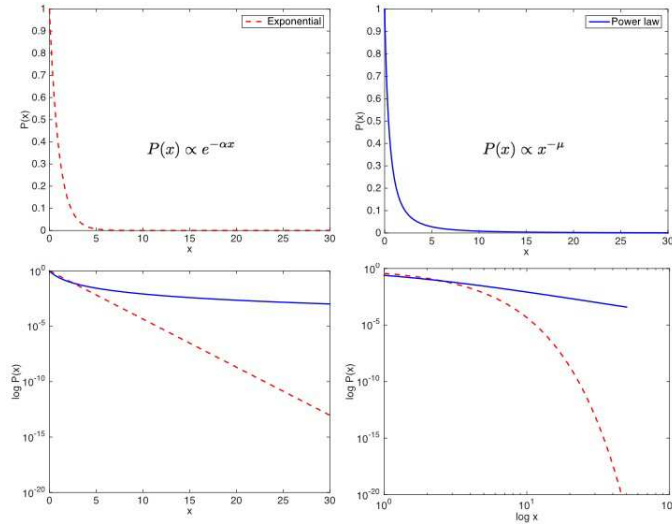 Exponential
1
0.9
0.8
0.7
0.6
0.5
0.4
0.3
0.2
0.1
0
P(x)
P(x) ∝ e^{-αx}
0 5 10 15 20 25 30
x
Power law
1
0.9
0.8
0.7
0.6
0.5
0.4
0.3
0.2
0.1
0
P(x)
P(x) ∝ x^{-μ}
0 5 10 15 20 25 30
x
10^0
10^{-5}
10^{-10}
10^{-15}
10^{-20}
log P(x)
0 5 10 15 20 25 30
x
10^0
10^{-5}
10^{-10}
10^{-15}
10^{-20}
log P(x)
10^0 10^1 10^2
log x